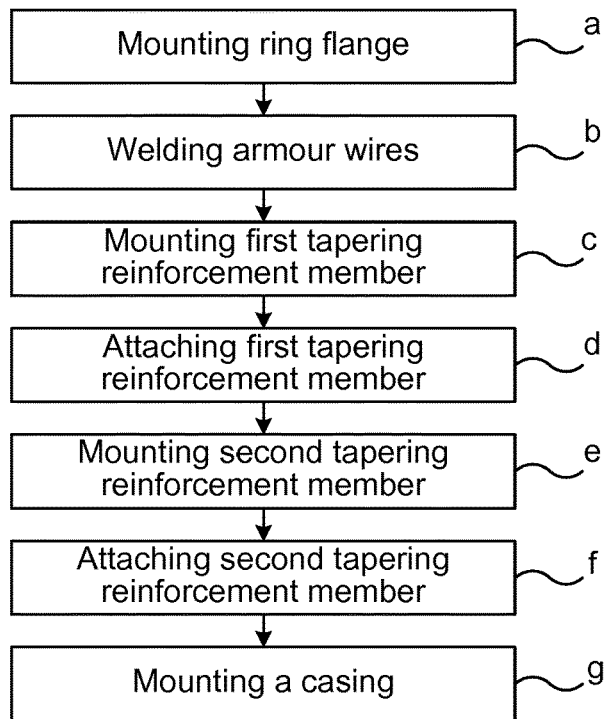 Mounting ring flange
a
Welding armour wires
b
Mounting first tapering
reinforcement member
c
Attaching first tapering
reinforcement member
d
Mounting second tapering
reinforcement member
e
Attaching second tapering
reinforcement member
f
Mounting a casing
g